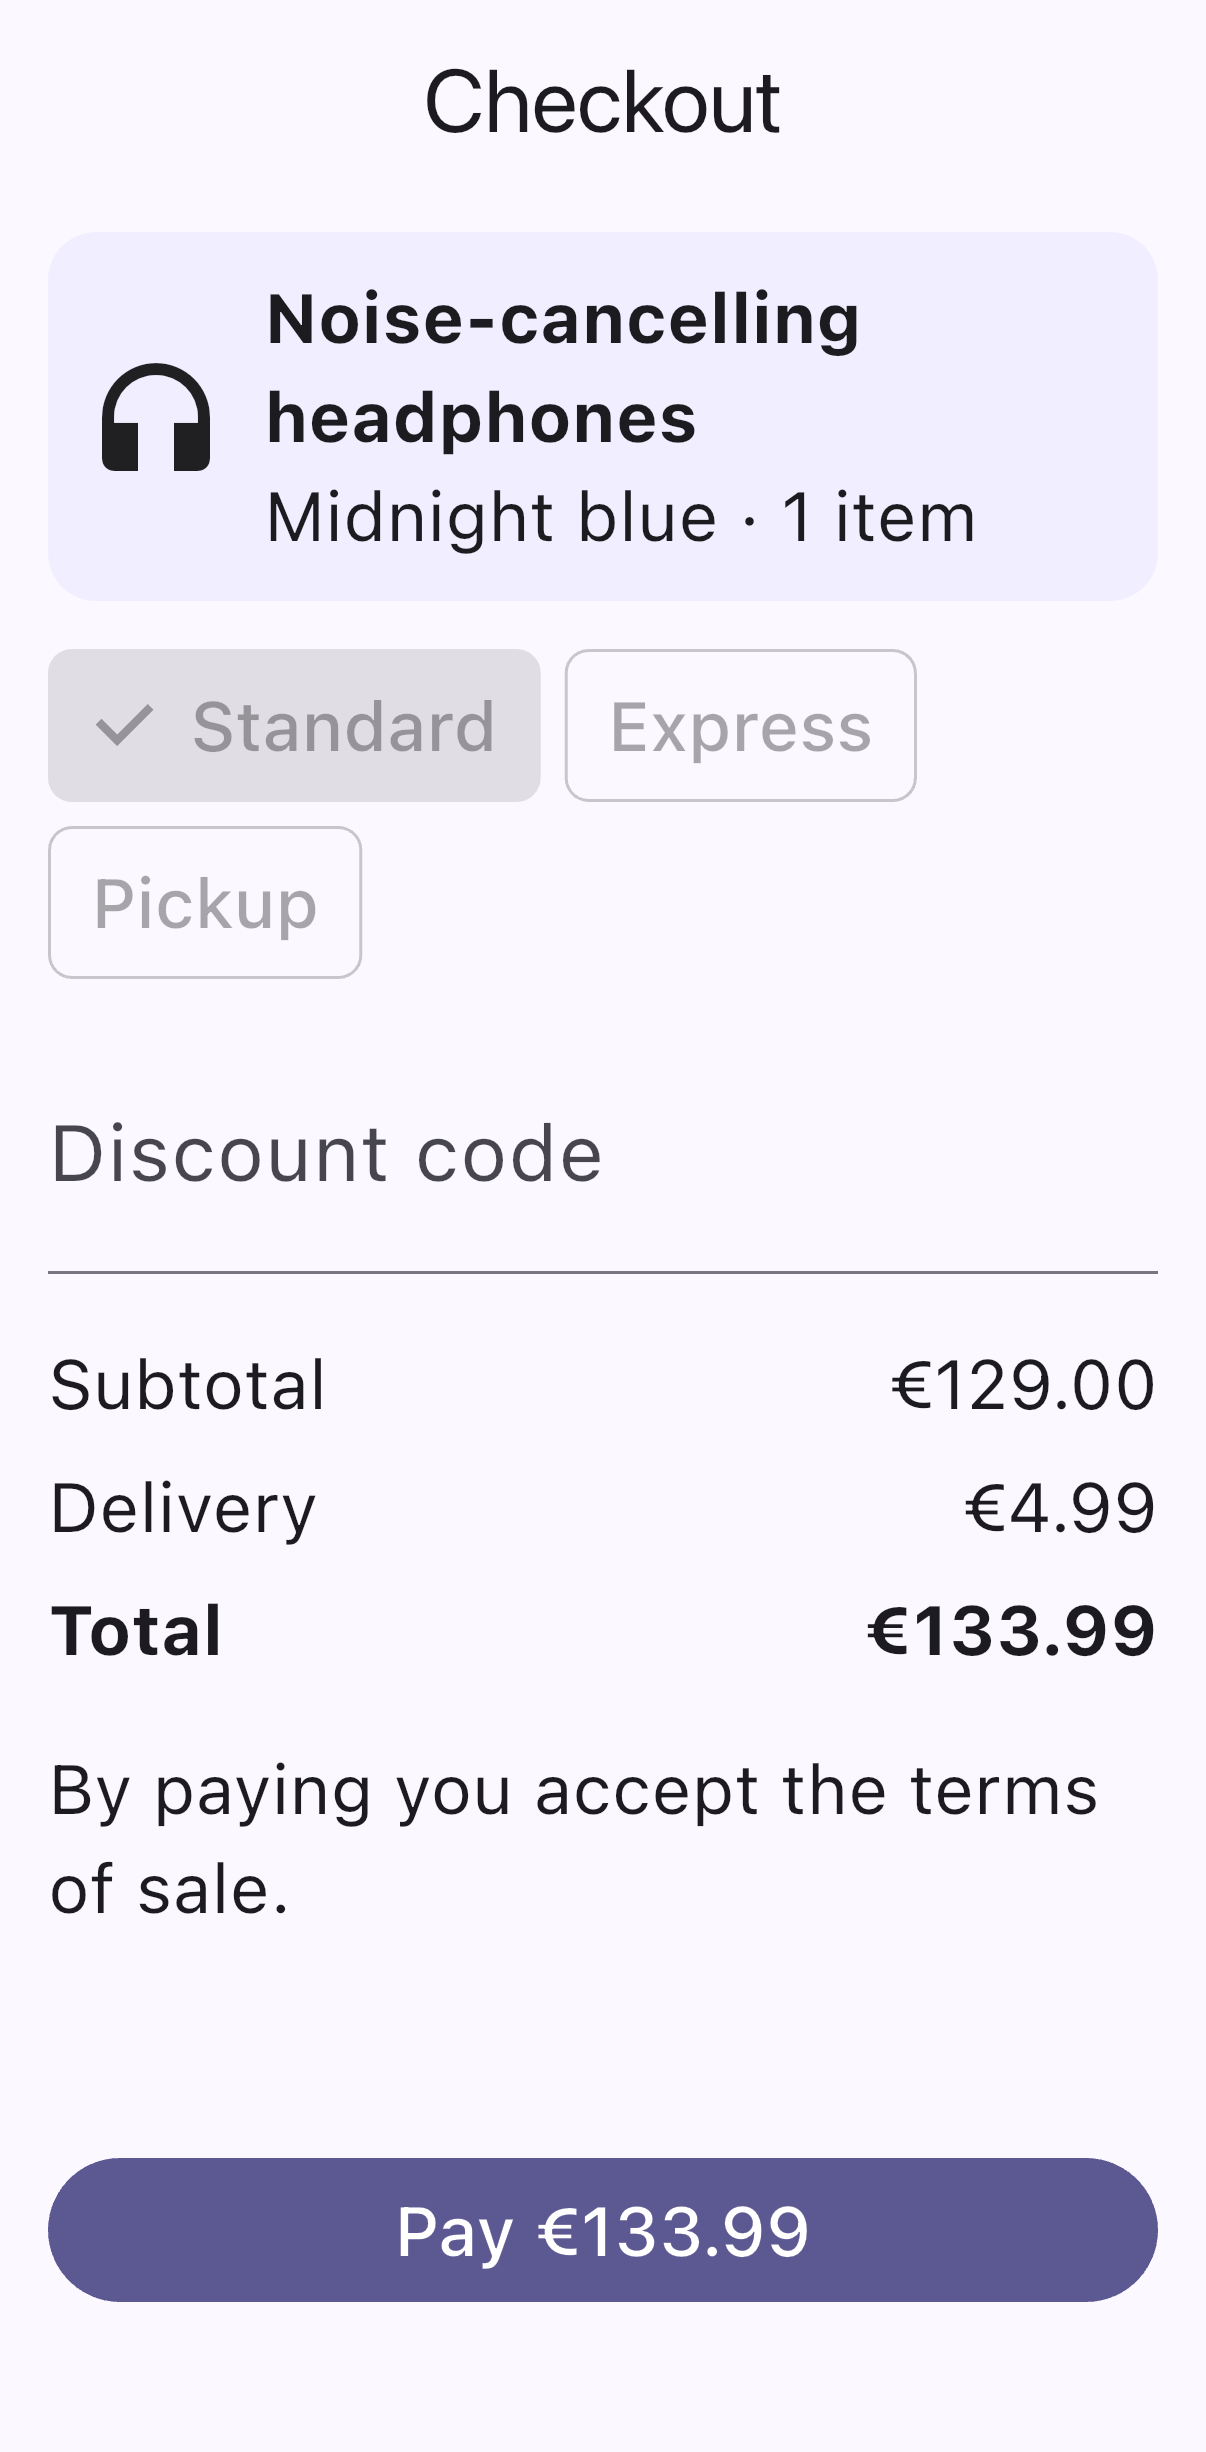 Checkout
Noise-cancelling
headphones
Midnight blue · 1 item
Standard
Express
Pickup
Discount code
Subtotal €129.00
Delivery €4.99
Total €133.99
By paying you accept the terms
of sale.
Pay €133.99